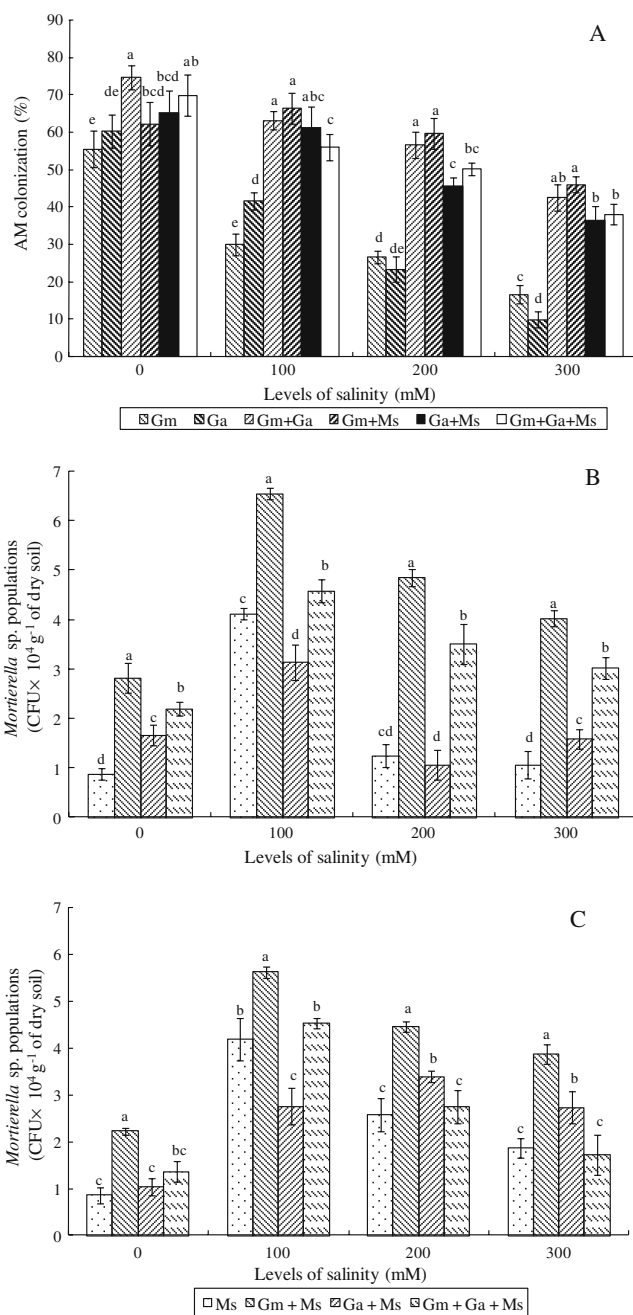 A
AM colonization (%)
90
80
70
60
50
40
30
20
10
0
e de a bcd bcd ab
e d a a abc c
d de a a c bc
c d ab a b b
0 100 200 300
Levels of salinity (mM)
Gm Ga Gm+Ga Gm+Ms Ga+Ms Gm+Ga+Ms
B
Mortierella sp. populations
(CFU× 10⁴ g⁻¹ of dry soil)
7
6
5
4
3
2
1
0
d a c b
c a d b
cd a d b
d a c b
0 100 200 300
Levels of salinity (mM)
C
Mortierella sp. populations
(CFU× 10⁴ g⁻¹ of dry soil)
7
6
5
4
3
2
1
0
c a c bc
b a c b
c a b c
c a b c
0 100 200 300
Levels of salinity (mM)
Ms Gm + Ms Ga + Ms Gm + Ga + Ms